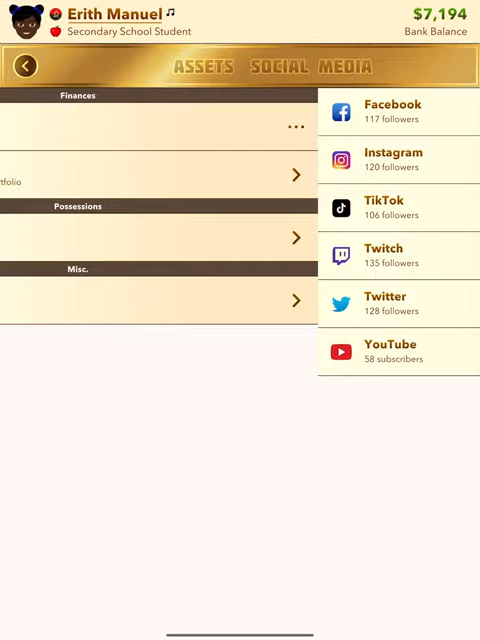 Erith Manuel
Secondary School Student
$7,194
Bank Balance
ASSETS SOCIAL MEDIA
Finances
tfolio
Possessions
Misc.
Facebook
117 followers
Instagram
120 followers
TikTok
106 followers
Twitch
135 followers
Twitter
128 followers
YouTube
58 subscribers